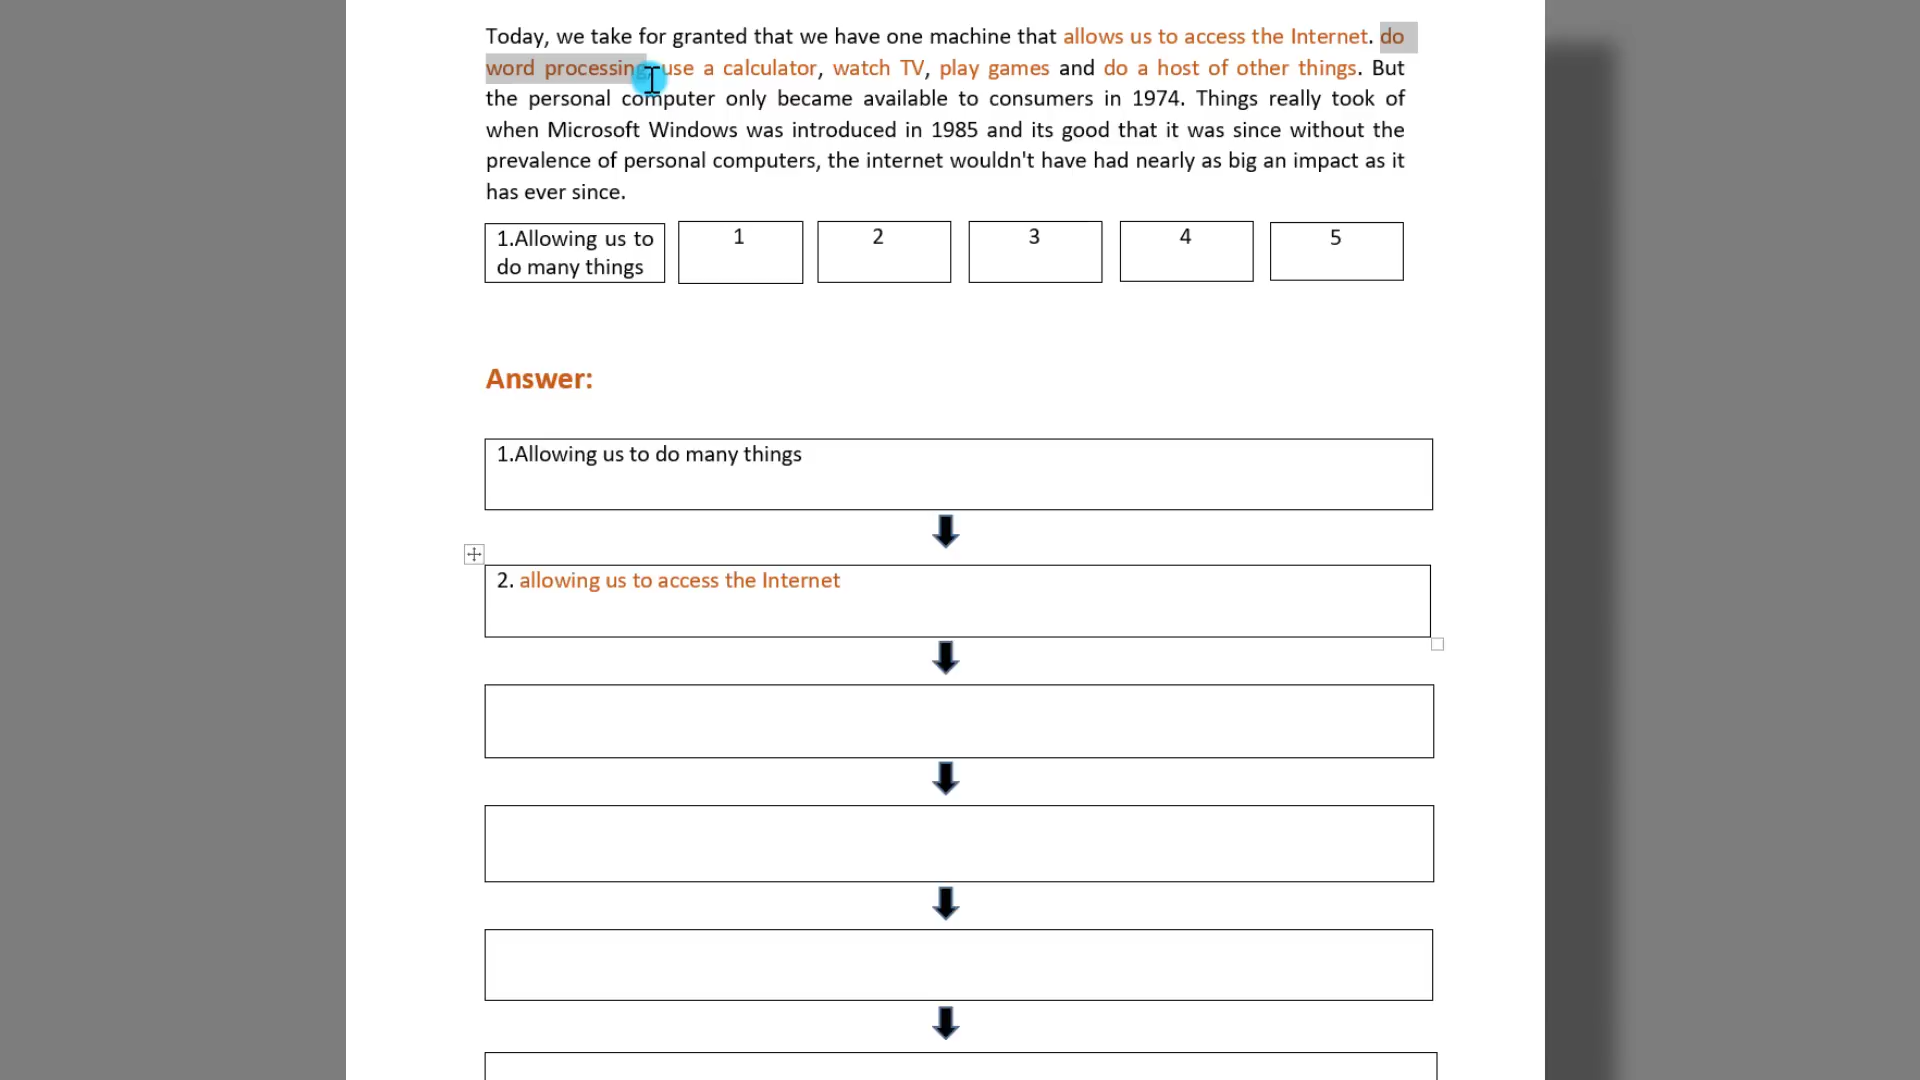 Today, we take for granted that we have one machine that allows us to access the Internet. do
word processing, use a calculator, watch TV, play games and do a host of other things. But
the personal computer only became available to consumers in 1974. Things really took of
when Microsoft Windows was introduced in 1985 and its good that it was since without the
prevalence of personal computers, the internet wouldn't have had nearly as big an impact as it
has ever since.
1.Allowing us to
do many things
1
2
3
4
5
Answer:
1.Allowing us to do many things
2. allowing us to access the Internet